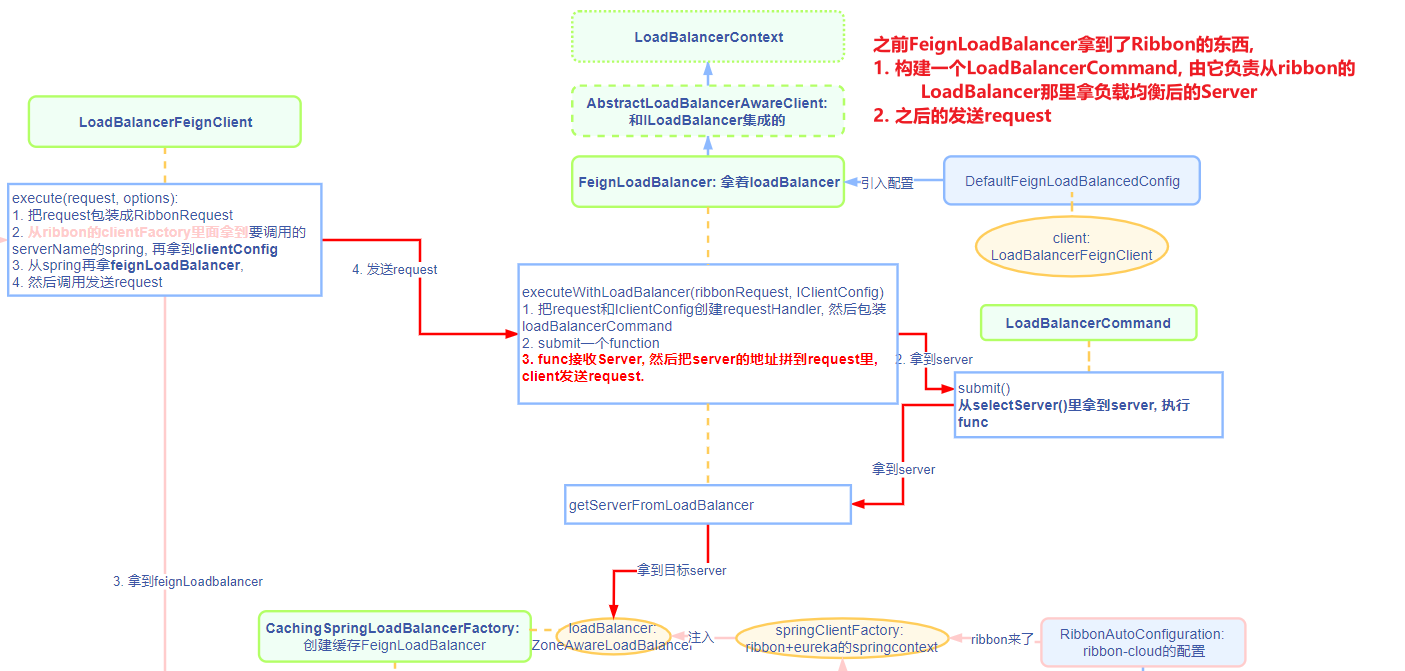 LoadBalancerContext
之前FeignLoadBalancer拿到了Ribbon的东西,
1. 构建一个LoadBalancerCommand, 由它负责从ribbon的
LoadBalancer那里拿负载均衡后的Server
2. 之后的发送request
AbstractLoadBalancerAwareClient:
和ILoadBalancer集成的
LoadBalancerFeignClient
FeignLoadBalancer: 拿着loadBalancer
引入配置
DefaultFeignLoadBalancedConfig
execute(request, options):
1. 把request包装成RibbonRequest
2. 从ribbon的clientFactory里面拿到要调用的
serverName的spring, 再拿到clientConfig
3. 从spring再拿feignLoadBalancer,
4. 然后调用发送request
client:
LoadBalancerFeignClient
4. 发送request
executeWithLoadBalancer(ribbonRequest, IClientConfig)
1. 把request和IclientConfig创建requestHandler, 然后包装
loadBalancerCommand
2. submit一个function
3. func接收Server, 然后把server的地址拼到request里,
client发送request.
LoadBalancerCommand
2. 拿到server
submit()
从selectServer()里拿到server, 执行
func
拿到server
getServerFromLoadBalancer
拿到目标server
3. 拿到feignLoadbalancer
CachingSpringLoadBalancerFactory:
创建缓存FeignLoadBalancer
loadBalancer:
ZoneAwareLoadBalancer
注入
springClientFactory:
ribbon+eureka的springcontext
ribbon来了
RibbonAutoConfiguration:
ribbon-cloud的配置